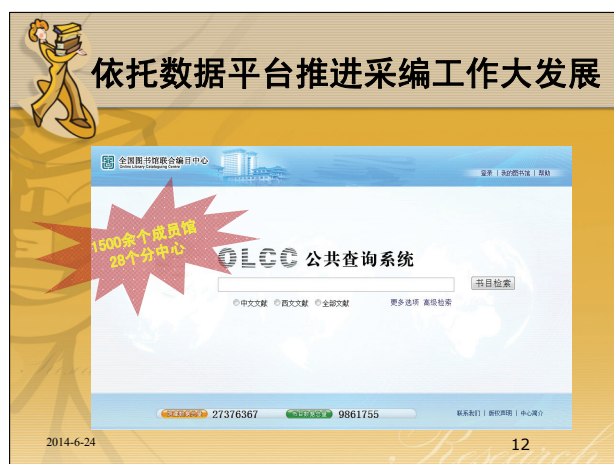 依托数据平台推进采编工作大发展
全国图书馆联合编目中心
Online Library Cataloguing Centre
登录 | 我的图书馆 | 帮助
1500余个成员馆
28个分中心
OLCC 公共查询系统
书目检索
中文文献 西文文献 全部文献 更多选项 高级检索
27376367 9861755
联系我们 | 版权声明 | 中心简介
2014-6-24
12
Research